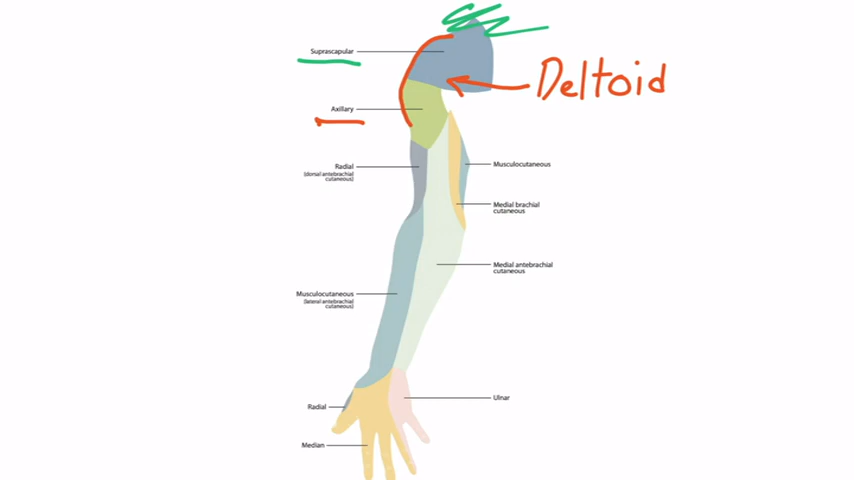 Suprascapular
Deltoid
Axillary
Radial
(dorsal antebrachial
cutaneous)
Musculocutaneous
Medial brachial
cutaneous
Medial antebrachial
cutaneous
Musculocutaneous
(lateral antebrachial
cutaneous)
Radial
Ulnar
Median